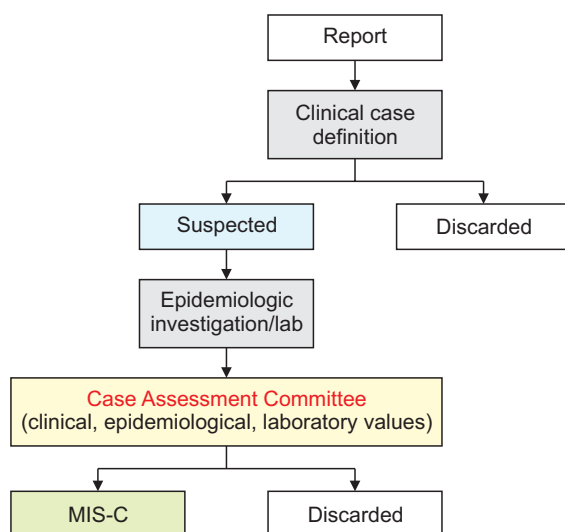 Report
Clinical case
definition
Suspected
Discarded
Epidemiologic
investigation/lab
Case Assessment Committee
(clinical, epidemiological, laboratory values)
MIS-C
Discarded